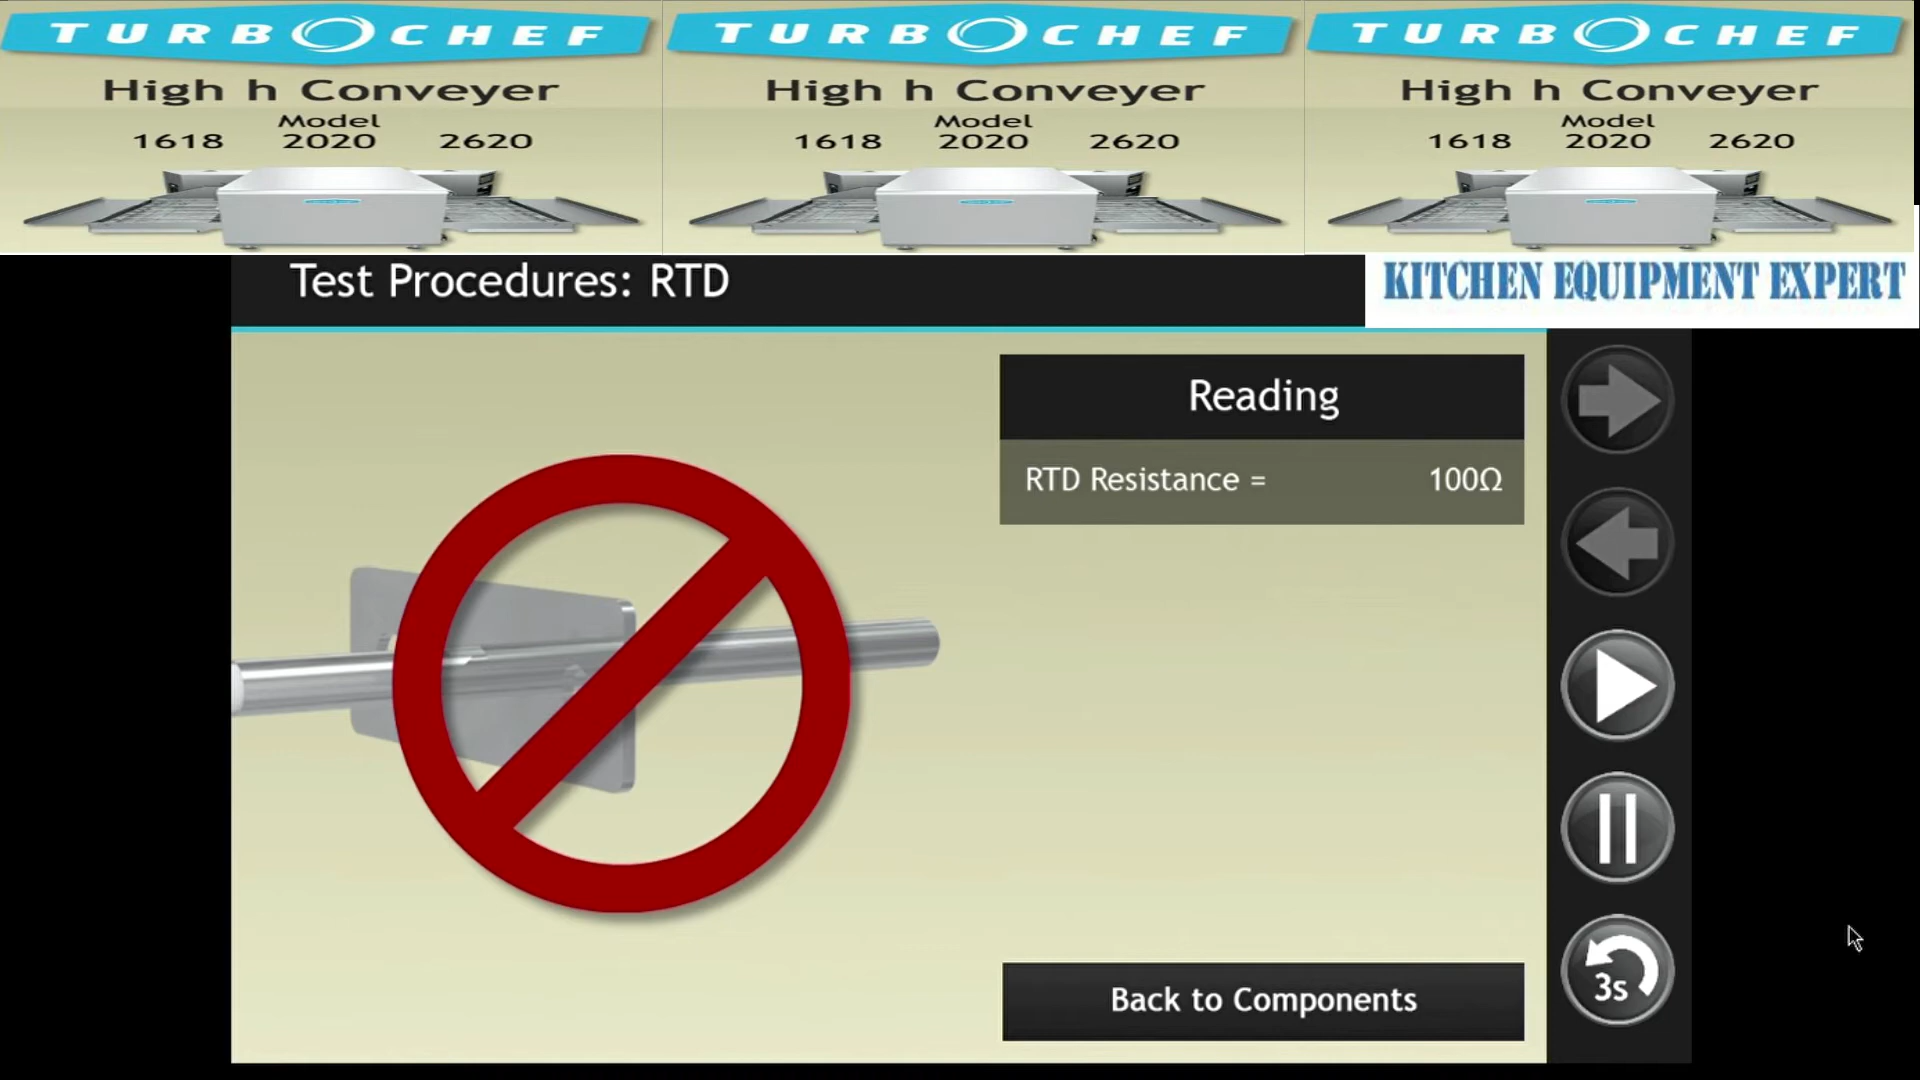 TURBOCHEF TURBOCHEF TURBOCHEF
High h Conveyer High h Conveyer High h Conveyer
Model Model Model
1618 2020 2620 1618 2020 2620 1618 2020 2620
Test Procedures: RTD
KITCHEN EQUIPMENT EXPERT
Reading
RTD Resistance = 100Ω
Back to Components
3s